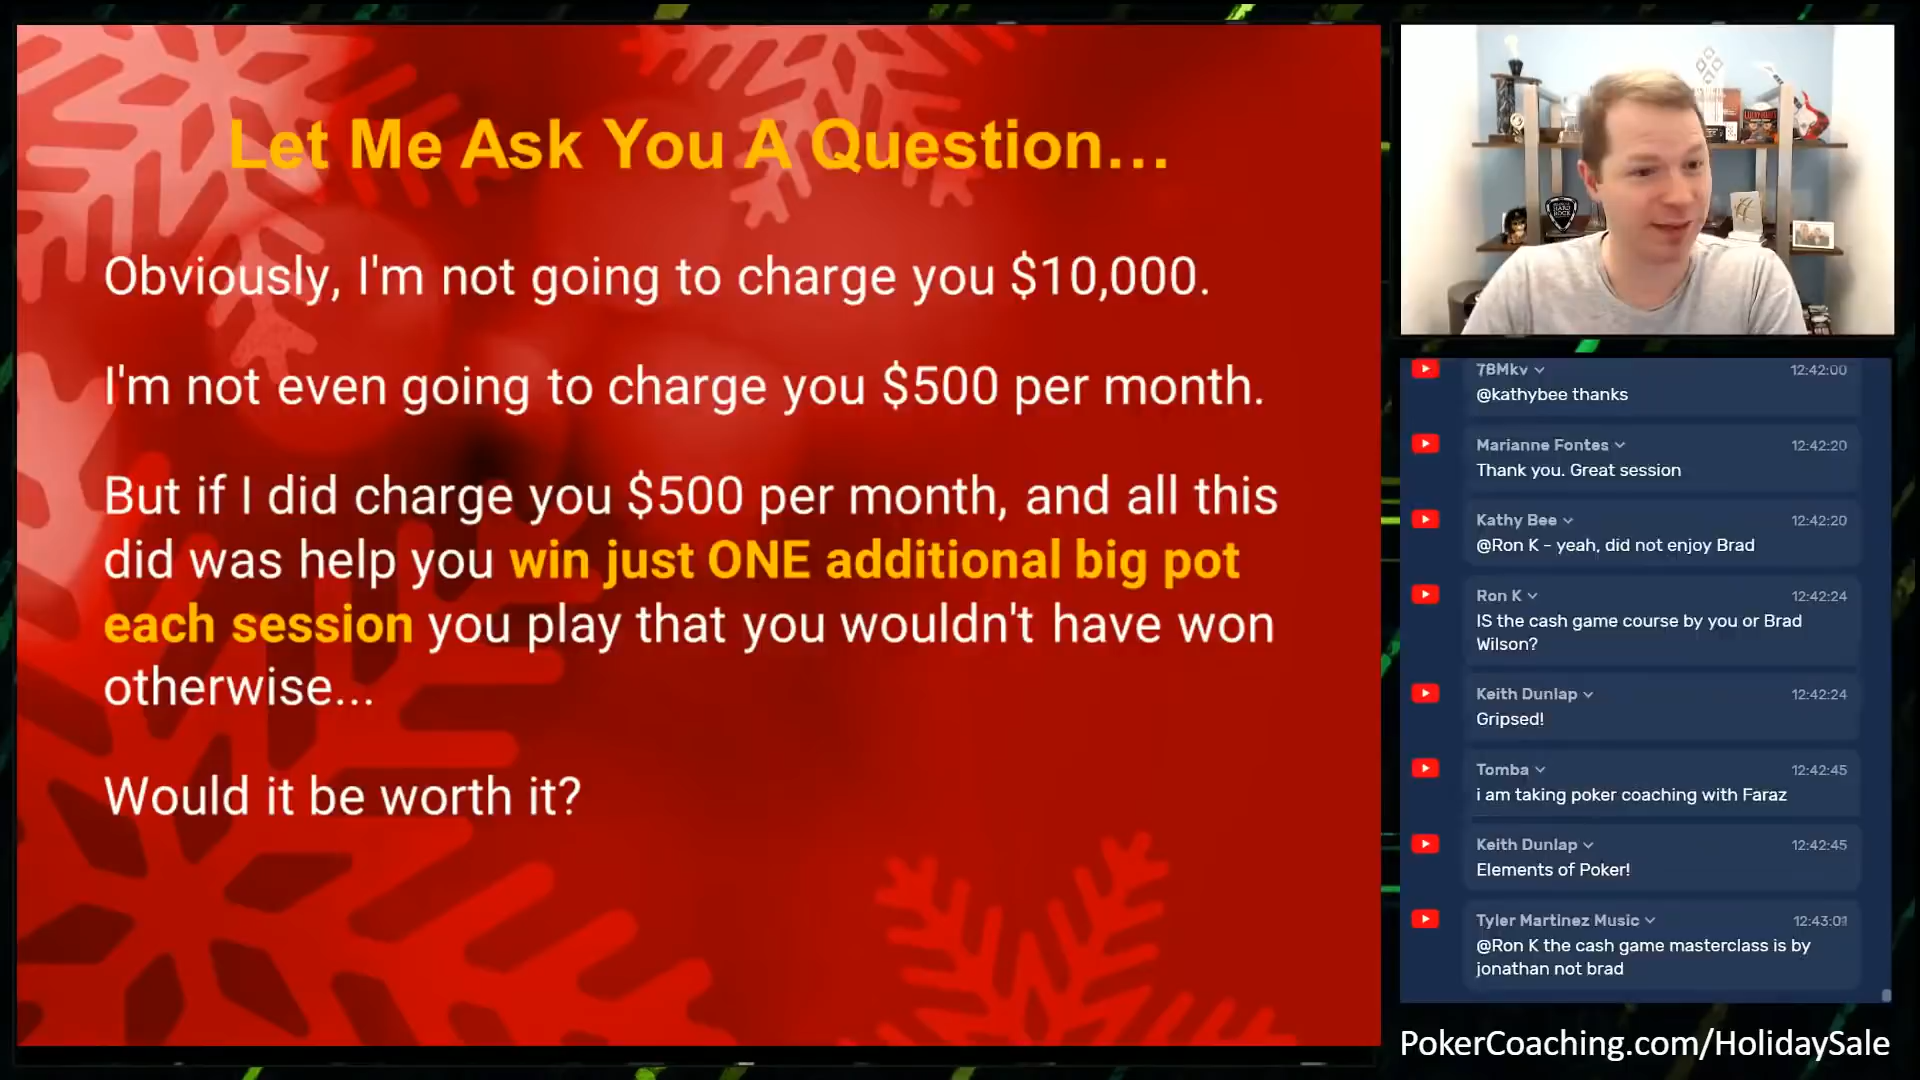 Let Me Ask You A Question...
Obviously, I'm not going to charge you $10,000.
I'm not even going to charge you $500 per month.
But if I did charge you $500 per month, and all this
did was help you win just ONE additional big pot
each session you play that you wouldn't have won
otherwise...
Would it be worth it?
HARD ROCK
7BMkv 12:42:00
@kathybee thanks
Marianne Fontes 12:42:20
Thank you. Great session
Kathy Bee 12:42:20
@Ron K - yeah, did not enjoy Brad
Ron K 12:42:24
IS the cash game course by you or Brad
Wilson?
Keith Dunlap 12:42:24
Gripsed!
Tomba 12:42:45
i am taking poker coaching with Faraz
Keith Dunlap 12:42:45
Elements of Poker!
Tyler Martinez Music 12:43:01
@Ron K the cash game masterclass is by
jonathan not brad
PokerCoaching.com/HolidaySale